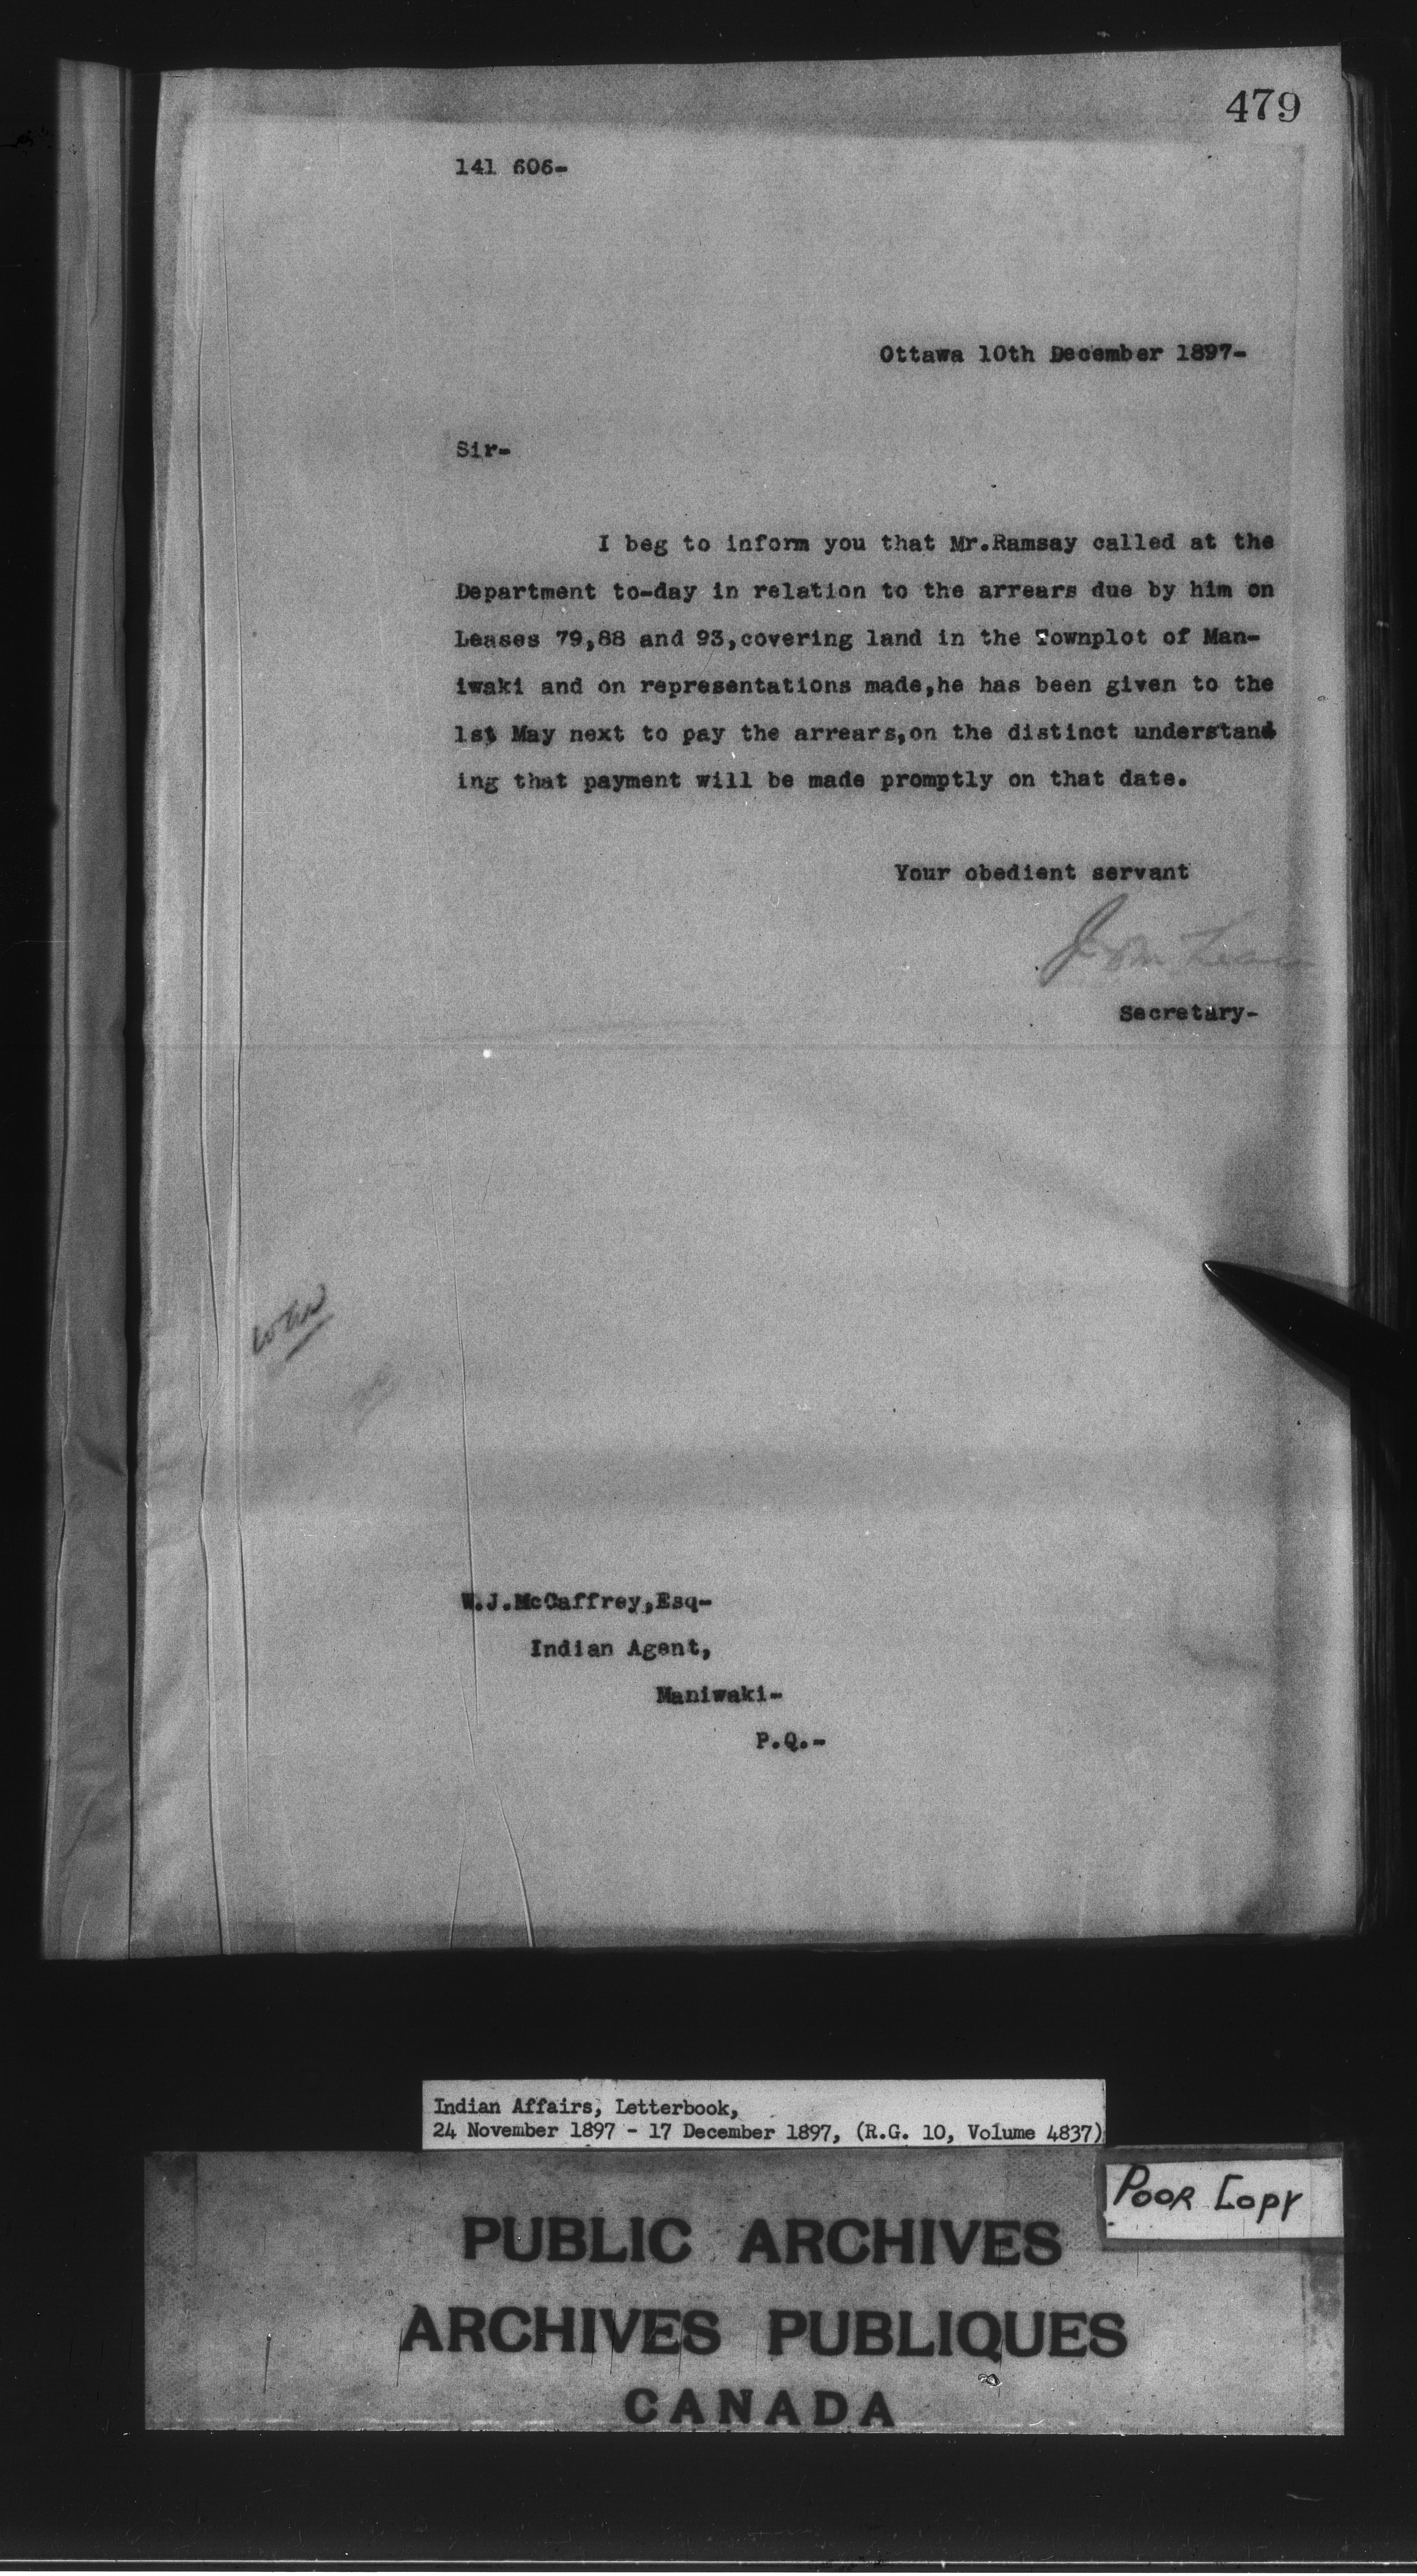 479
141 606-
Ottawa 10th December 1897-
Sir-
I beg to inform you that Mr.Ramsay called at the
Department to-day in relation to the arrears due by him on
Leases 79,88 and 93,covering land in the Townplot of Man-
iwaki and on representations made,he has been given to the
1st May next to pay the arrears,on the distinct understand
ing that payment will be made promptly on that date.
Your obedient servant
Secretary-
W.J.McCaffrey,Esq-
Indian Agent,
Maniwaki-
P.Q.-
Indian Affairs, Letterbook,
24 November 1897 - 17 December 1897, (R.G. 10, Volume 4837)
POOR COPY
PUBLIC ARCHIVES
ARCHIVES PUBLIQUES
CANADA